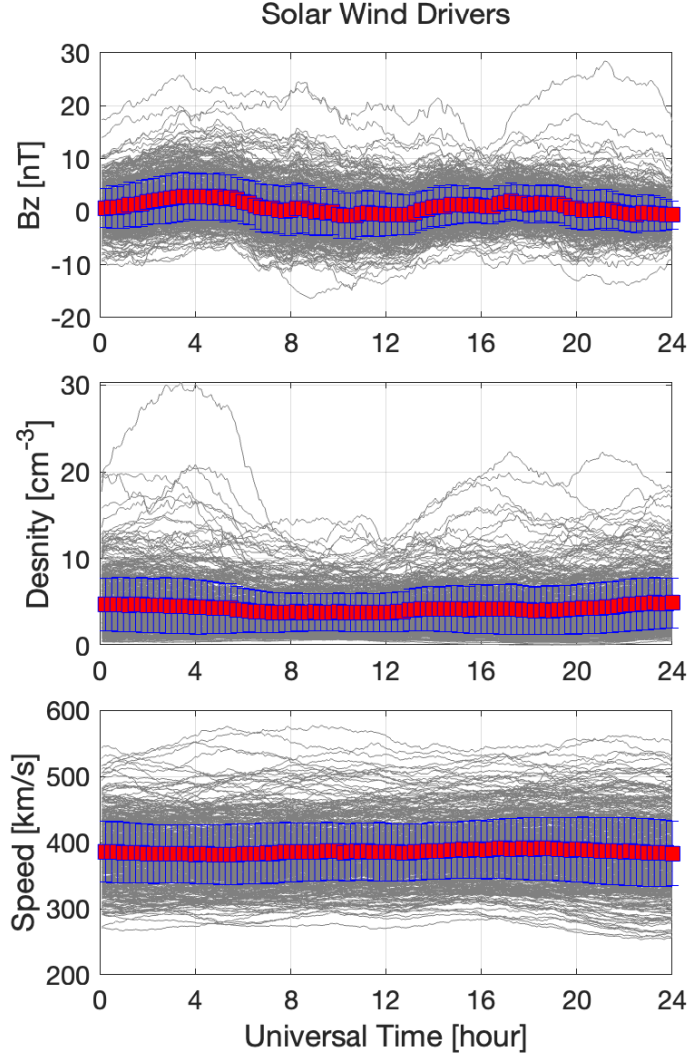 Solar Wind Drivers
Bz [nT]
30
20
10
0
-10
-20
0 4 8 12 16 20 24
Desnity [cm-3]
30
20
10
0
0 4 8 12 16 20 24
Speed [km/s]
600
500
400
300
200
0 4 8 12 16 20 24
Universal Time [hour]